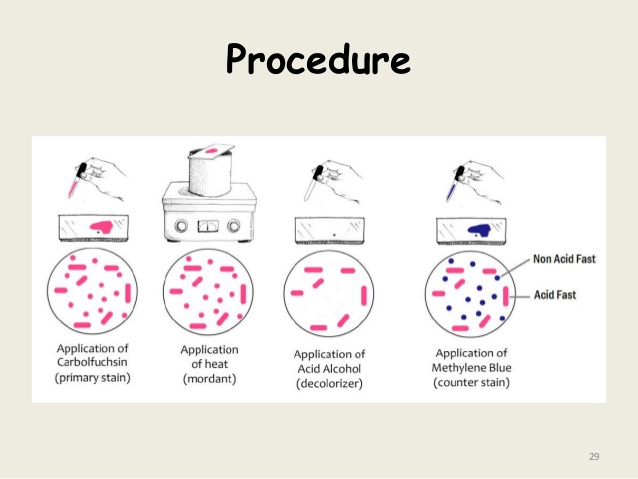 Procedure
Non Acid Fast
Acid Fast
Application of
Carbolfuchsin
(primary stain)
Application
of heat
(mordant)
Application of
Acid Alcohol
(decolorizer)
Application of
Methylene Blue
(counter stain)
29